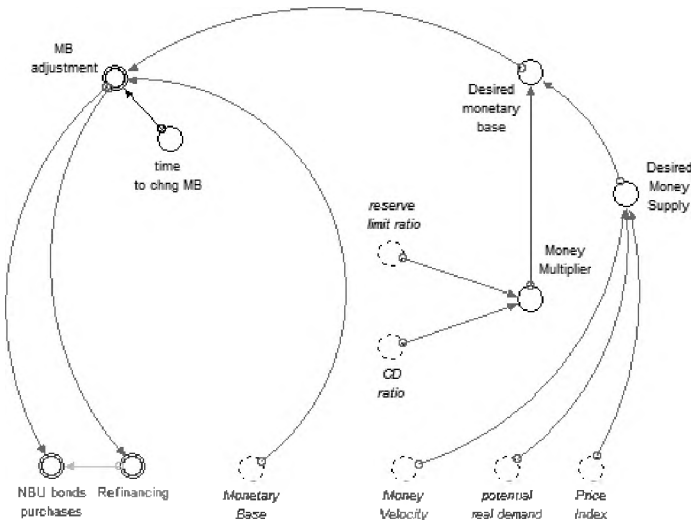 MB
adjustment
time
to chng MB
Desired
monetary
base
Desired
Money
Supply
reserve
limit ratio
Money
Multiplier
CD
ratio
NBU bonds
purchases
Refinancing
Monetary
Base
Money
Velocity
potential
real demand
Price
Index